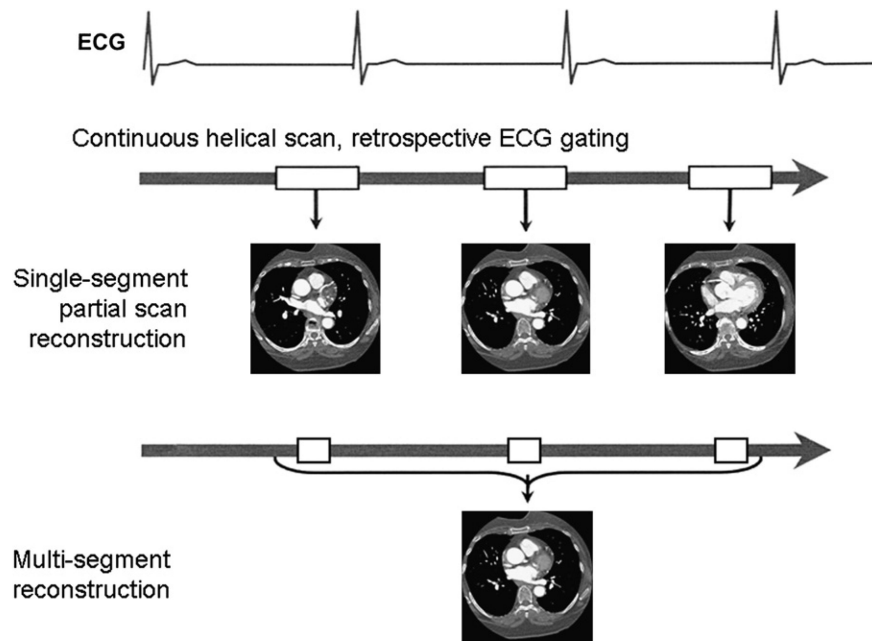 ECG
Continuous helical scan, retrospective ECG gating
Single-segment
partial scan
reconstruction
Multi-segment
reconstruction